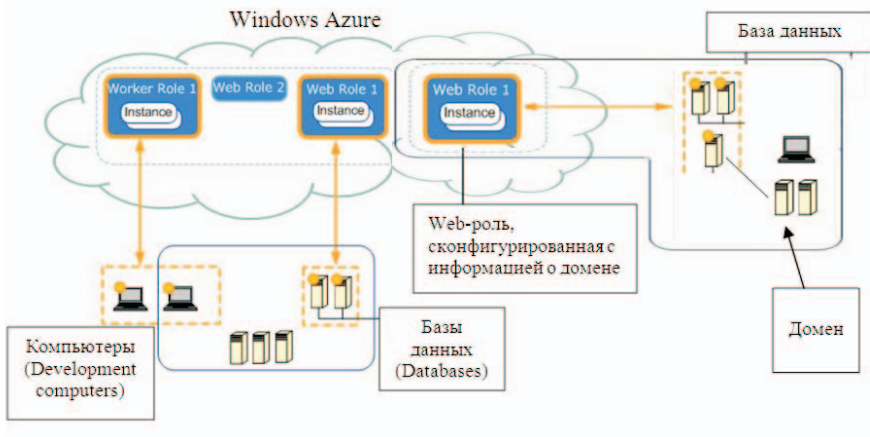 Windows Azure
База данных
Worker Role 1
Instance
Web Role 2
Web Role 1
Instance
Web Role 1
Instance
Web-роль,
сконфигурированная с
информацией о домене
Компьютеры
(Development
computers)
Базы
данных
(Databases)
Домен